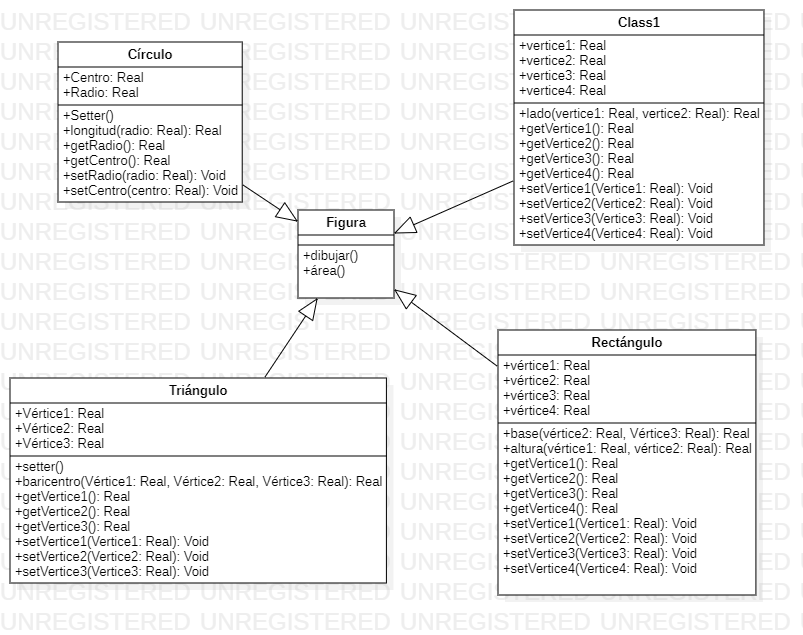 Círculo
+Centro: Real
+Radio: Real
+Setter()
+longitud(radio: Real): Real
+getRadio(): Real
+getCentro(): Real
+setRadio(radio: Real): Void
+setCentro(centro: Real): Void
Class1
+vertice1: Real
+vertice2: Real
+vertice3: Real
+vertice4: Real
+lado(vertice1: Real, vertice2: Real): Real
+getVertice1(): Real
+getVertice2(): Real
+getVertice3(): Real
+getVertice4(): Real
+setVertice1(Vertice1: Real): Void
+setVertice2(Vertice2: Real): Void
+setVertice3(Vertice3: Real): Void
+setVertice4(Vertice4: Real): Void
Figura
+dibujar()
+área()
Triángulo
+Vértice1: Real
+Vértice2: Real
+Vértice3: Real
+setter()
+baricentro(Vértice1: Real, Vértice2: Real, Vértice3: Real): Real
+getVertice1(): Real
+getVertice2(): Real
+getVertice3(): Real
+setVertice1(Vertice1: Real): Void
+setVertice2(Vertice2: Real): Void
+setVertice3(Vertice3: Real): Void
Rectángulo
+vértice1: Real
+vértice2: Real
+vértice3: Real
+vértice4: Real
+base(vértice2: Real, Vértice3: Real): Real
+altura(vértice1: Real, vértice2: Real): Real
+getVertice1(): Real
+getVertice2(): Real
+getVertice3(): Real
+getVertice4(): Real
+setVertice1(Vertice1: Real): Void
+setVertice2(Vertice2: Real): Void
+setVertice3(Vertice3: Real): Void
+setVertice4(Vertice4: Real): Void
UNREGISTERED